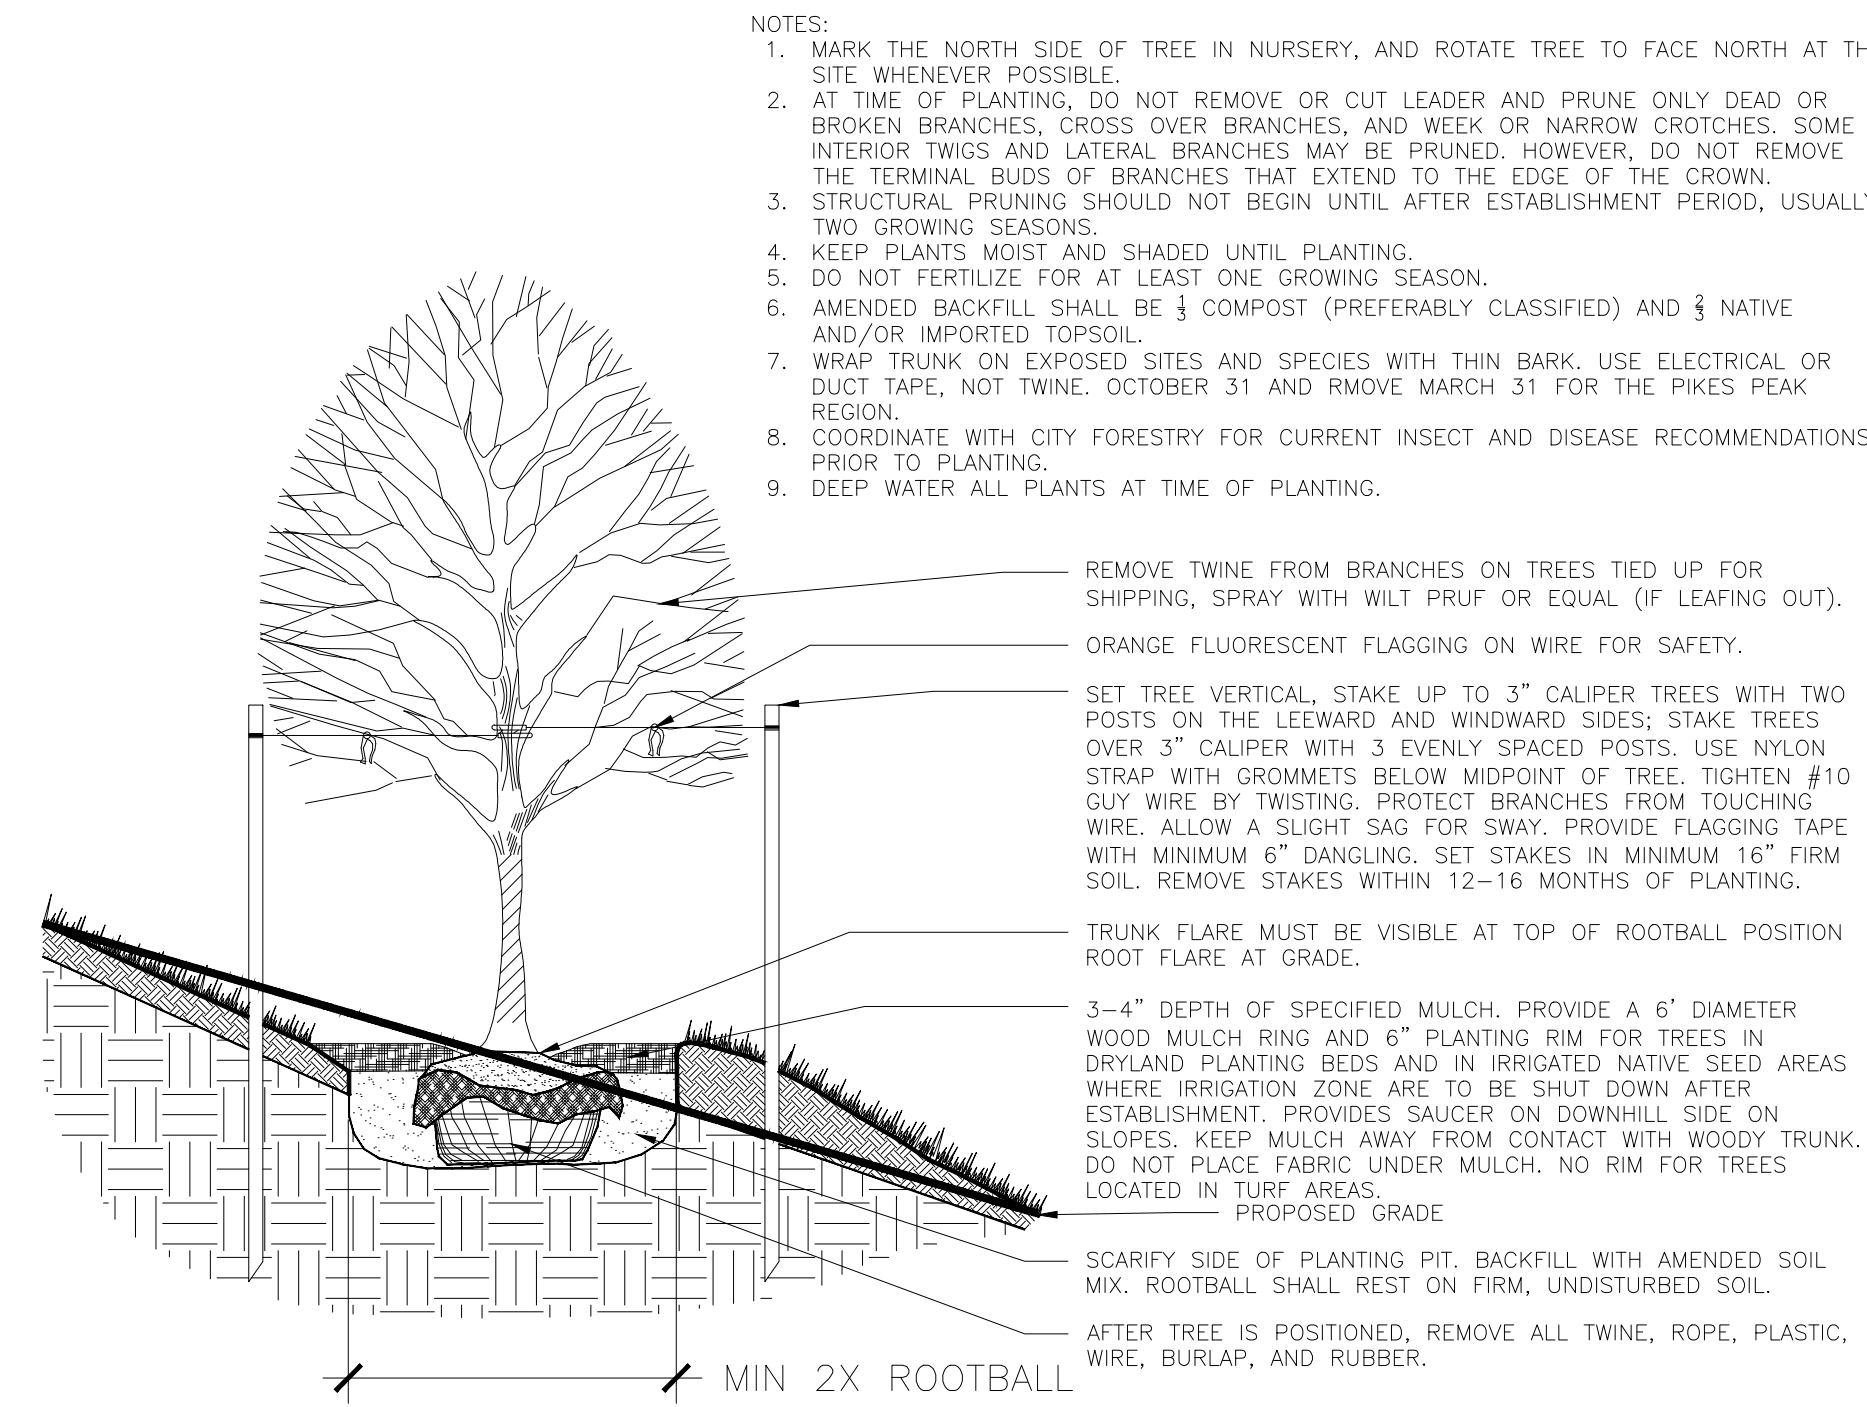 NOTES:
1. MARK THE NORTH SIDE OF TREE IN NURSERY, AND ROTATE TREE TO FACE NORTH AT TH
SITE WHENEVER POSSIBLE.
2. AT TIME OF PLANTING, DO NOT REMOVE OR CUT LEADER AND PRUNE ONLY DEAD OR
BROKEN BRANCHES, CROSS OVER BRANCHES, AND WEEK OR NARROW CROTCHES. SOME
INTERIOR TWIGS AND LATERAL BRANCHES MAY BE PRUNED. HOWEVER, DO NOT REMOVE
THE TERMINAL BUDS OF BRANCHES THAT EXTEND TO THE EDGE OF THE CROWN.
3. STRUCTURAL PRUNING SHOULD NOT BEGIN UNTIL AFTER ESTABLISHMENT PERIOD, USUALLY
TWO GROWING SEASONS.
4. KEEP PLANTS MOIST AND SHADED UNTIL PLANTING.
5. DO NOT FERTILIZE FOR AT LEAST ONE GROWING SEASON.
6. AMENDED BACKFILL SHALL BE 1/3 COMPOST (PREFERABLY CLASSIFIED) AND 2/3 NATIVE
AND/OR IMPORTED TOPSOIL.
7. WRAP TRUNK ON EXPOSED SITES AND SPECIES WITH THIN BARK. USE ELECTRICAL OR
DUCT TAPE, NOT TWINE. OCTOBER 31 AND RMOVE MARCH 31 FOR THE PIKES PEAK
REGION.
8. COORDINATE WITH CITY FORESTRY FOR CURRENT INSECT AND DISEASE RECOMMENDATIONS
PRIOR TO PLANTING.
9. DEEP WATER ALL PLANTS AT TIME OF PLANTING.
REMOVE TWINE FROM BRANCHES ON TREES TIED UP FOR
SHIPPING, SPRAY WITH WILT PRUF OR EQUAL (IF LEAFING OUT).
ORANGE FLUORESCENT FLAGGING ON WIRE FOR SAFETY.
SET TREE VERTICAL, STAKE UP TO 3” CALIPER TREES WITH TWO
POSTS ON THE LEEWARD AND WINDWARD SIDES; STAKE TREES
OVER 3” CALIPER WITH 3 EVENLY SPACED POSTS. USE NYLON
STRAP WITH GROMMETS BELOW MIDPOINT OF TREE. TIGHTEN #10
GUY WIRE BY TWISTING. PROTECT BRANCHES FROM TOUCHING
WIRE. ALLOW A SLIGHT SAG FOR SWAY. PROVIDE FLAGGING TAPE
WITH MINIMUM 6” DANGLING. SET STAKES IN MINIMUM 16” FIRM
SOIL. REMOVE STAKES WITHIN 12–16 MONTHS OF PLANTING.
TRUNK FLARE MUST BE VISIBLE AT TOP OF ROOTBALL POSITION
ROOT FLARE AT GRADE.
3–4” DEPTH OF SPECIFIED MULCH. PROVIDE A 6’ DIAMETER
WOOD MULCH RING AND 6” PLANTING RIM FOR TREES IN
DRYLAND PLANTING BEDS AND IN IRRIGATED NATIVE SEED AREAS
WHERE IRRIGATION ZONE ARE TO BE SHUT DOWN AFTER
ESTABLISHMENT. PROVIDES SAUCER ON DOWNHILL SIDE ON
SLOPES. KEEP MULCH AWAY FROM CONTACT WITH WOODY TRUNK.
DO NOT PLACE FABRIC UNDER MULCH. NO RIM FOR TREES
LOCATED IN TURF AREAS.
PROPOSED GRADE
SCARIFY SIDE OF PLANTING PIT. BACKFILL WITH AMENDED SOIL
MIX. ROOTBALL SHALL REST ON FIRM, UNDISTURBED SOIL.
AFTER TREE IS POSITIONED, REMOVE ALL TWINE, ROPE, PLASTIC,
WIRE, BURLAP, AND RUBBER.
MIN 2X ROOTBALL